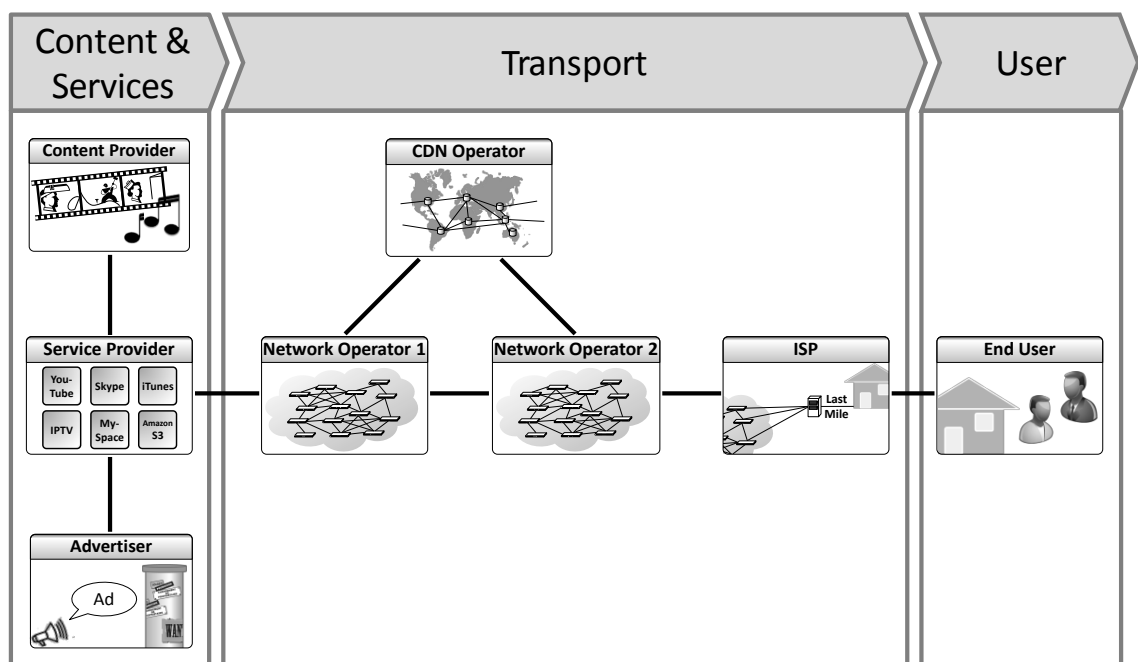 Content &
Services
Transport
User
Content Provider
CDN Operator
Service Provider
You-
Tube
Skype
iTunes
IPTV
My-
Space
Amazon
S3
Network Operator 1
Network Operator 2
ISP
Last
Mile
End User
Advertiser
Ad
WAN